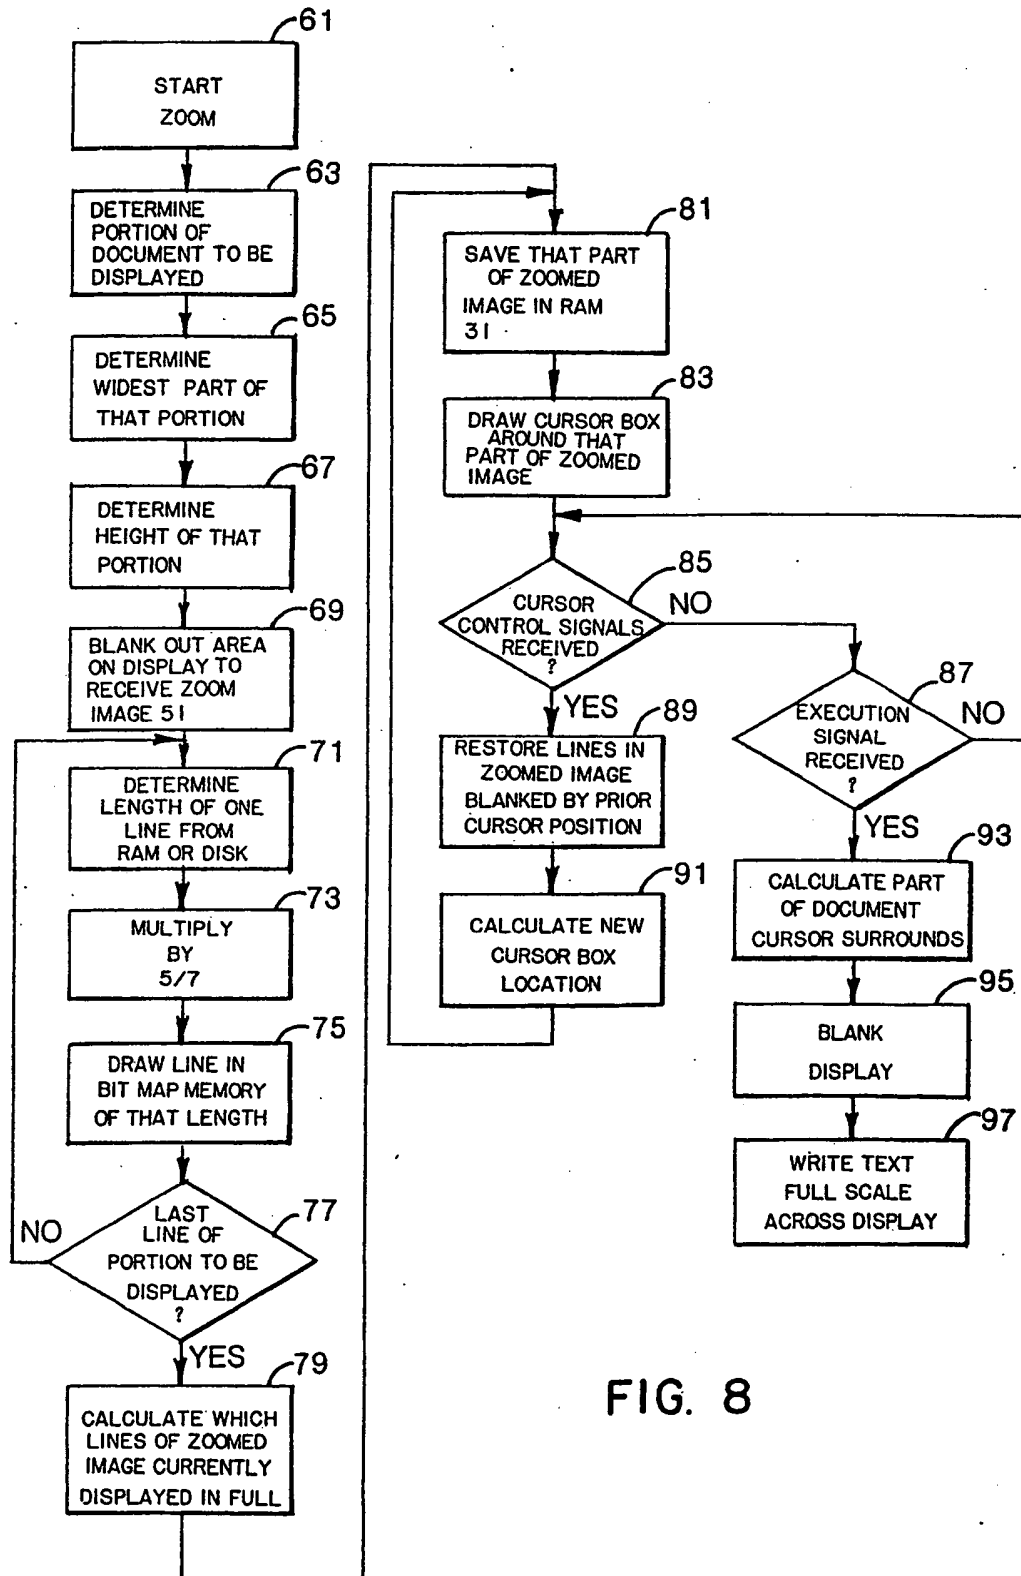 61
START
ZOOM
63
DETERMINE
PORTION OF
DOCUMENT TO BE
DISPLAYED
65
DETERMINE
WIDEST PART OF
THAT PORTION
67
DETERMINE
HEIGHT OF THAT
PORTION
69
BLANK OUT AREA
ON DISPLAY TO
RECEIVE ZOOM
IMAGE 51
71
DETERMINE
LENGTH OF ONE
LINE FROM
RAM OR DISK
73
MULTIPLY
BY
5/7
75
DRAW LINE IN
BIT MAP MEMORY
OF THAT LENGTH
77
LAST
LINE OF
PORTION TO BE
DISPLAYED
?
NO
YES
79
CALCULATE WHICH
LINES OF ZOOMED
IMAGE CURRENTLY
DISPLAYED IN FULL
81
SAVE THAT PART
OF ZOOMED
IMAGE IN RAM
31
83
DRAW CURSOR BOX
AROUND THAT
PART OF ZOOMED
IMAGE
85
CURSOR
CONTROL SIGNALS
RECEIVED
?
NO
YES
89
RESTORE LINES IN
ZOOMED IMAGE
BLANKED BY PRIOR
CURSOR POSITION
91
CALCULATE NEW
CURSOR BOX
LOCATION
87
EXECUTION
SIGNAL
RECEIVED
?
NO
YES
93
CALCULATE PART
OF DOCUMENT
CURSOR SURROUNDS
95
BLANK
DISPLAY
97
WRITE TEXT
FULL SCALE
ACROSS DISPLAY
FIG. 8